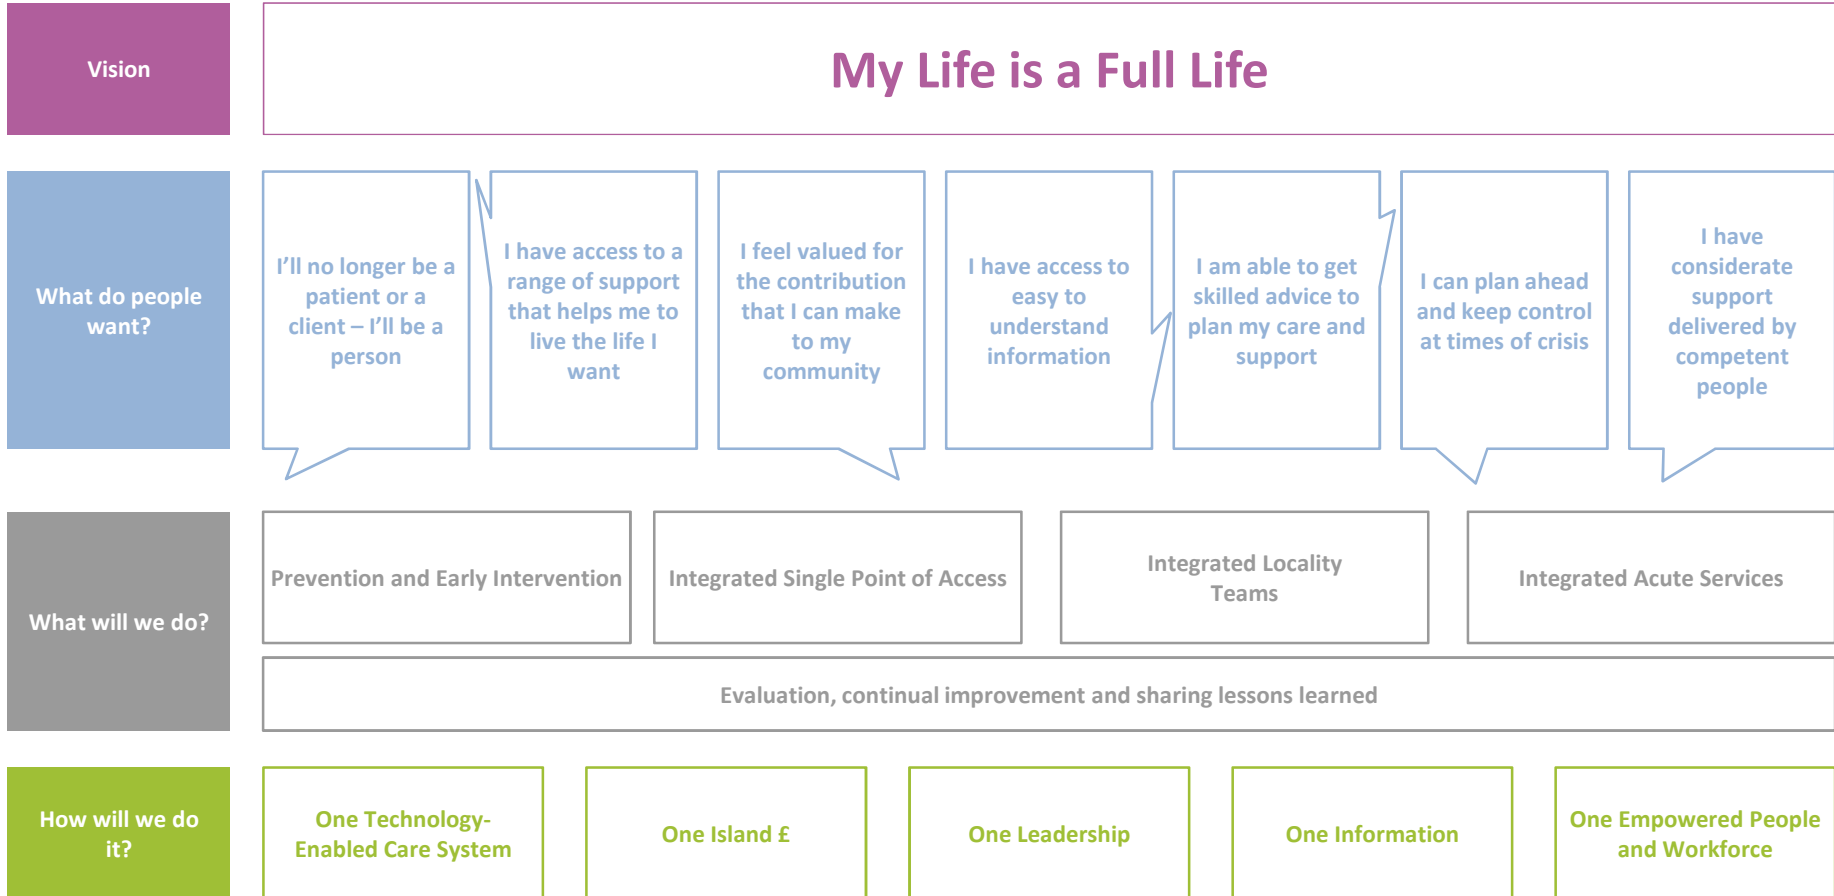 Vision
My Life is a Full Life
What do people
want?
I’ll no longer be a
patient or a
client – I’ll be a
person
I have access to a
range of support
that helps me to
live the life I
want
I feel valued for
the contribution
that I can make
to my
community
I have access to
easy to
understand
information
I am able to get
skilled advice to
plan my care and
support
I can plan ahead
and keep control
at times of crisis
I have
considerate
support
delivered by
competent
people
What will we do?
Prevention and Early Intervention
Integrated Single Point of Access
Integrated Locality
Teams
Integrated Acute Services
Evaluation, continual improvement and sharing lessons learned
How will we do
it?
One Technology-
Enabled Care System
One Island £
One Leadership
One Information
One Empowered People
and Workforce